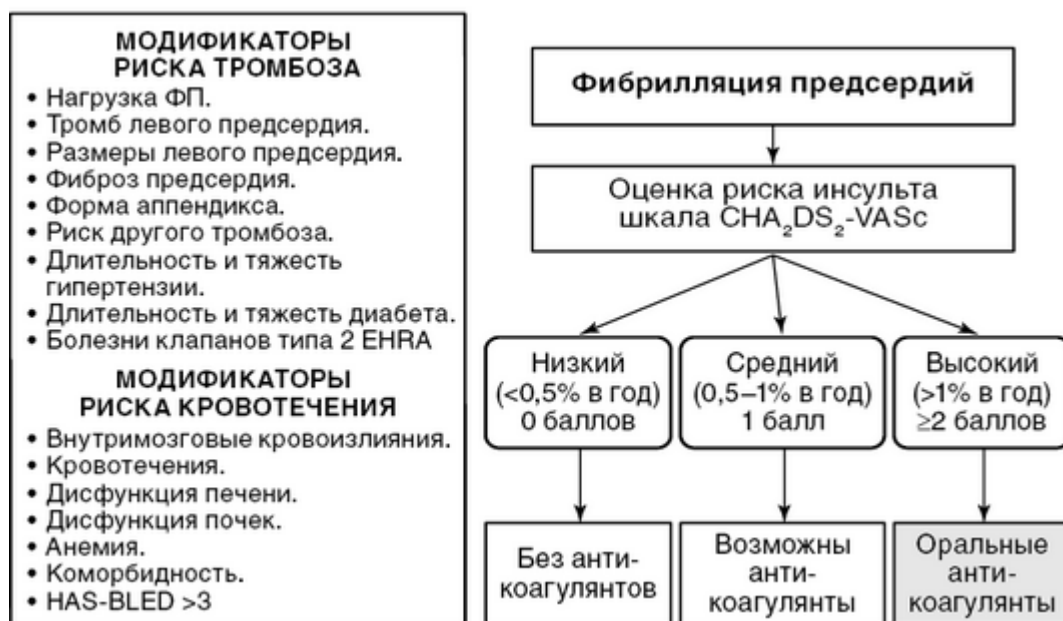 МОДИФИКАТОРЫ
РИСКА ТРОМБОЗА
• Нагрузка ФП.
• Тромб левого предсердия.
• Размеры левого предсердия.
• Фиброз предсердия.
• Форма аппендикса.
• Риск другого тромбоза.
• Длительность и тяжесть
гипертензии.
• Длительность и тяжесть диабета.
• Болезни клапанов типа 2 EHRA
МОДИФИКАТОРЫ
РИСКА КРОВОТЕЧЕНИЯ
• Внутримозговые кровоизлияния.
• Кровотечения.
• Дисфункция печени.
• Дисфункция почек.
• Анемия.
• Коморбидность.
• HAS-BLED >3
Фибрилляция предсердий
Оценка риска инсульта
шкала CHA₂DS₂-VASc
Низкий
(<0,5% в год)
0 баллов
Средний
(0,5–1% в год)
1 балл
Высокий
(>1% в год)
≥2 баллов
Без анти-
коагулянтов
Возможны
анти-
коагулянты
Оральные
анти-
коагулянты